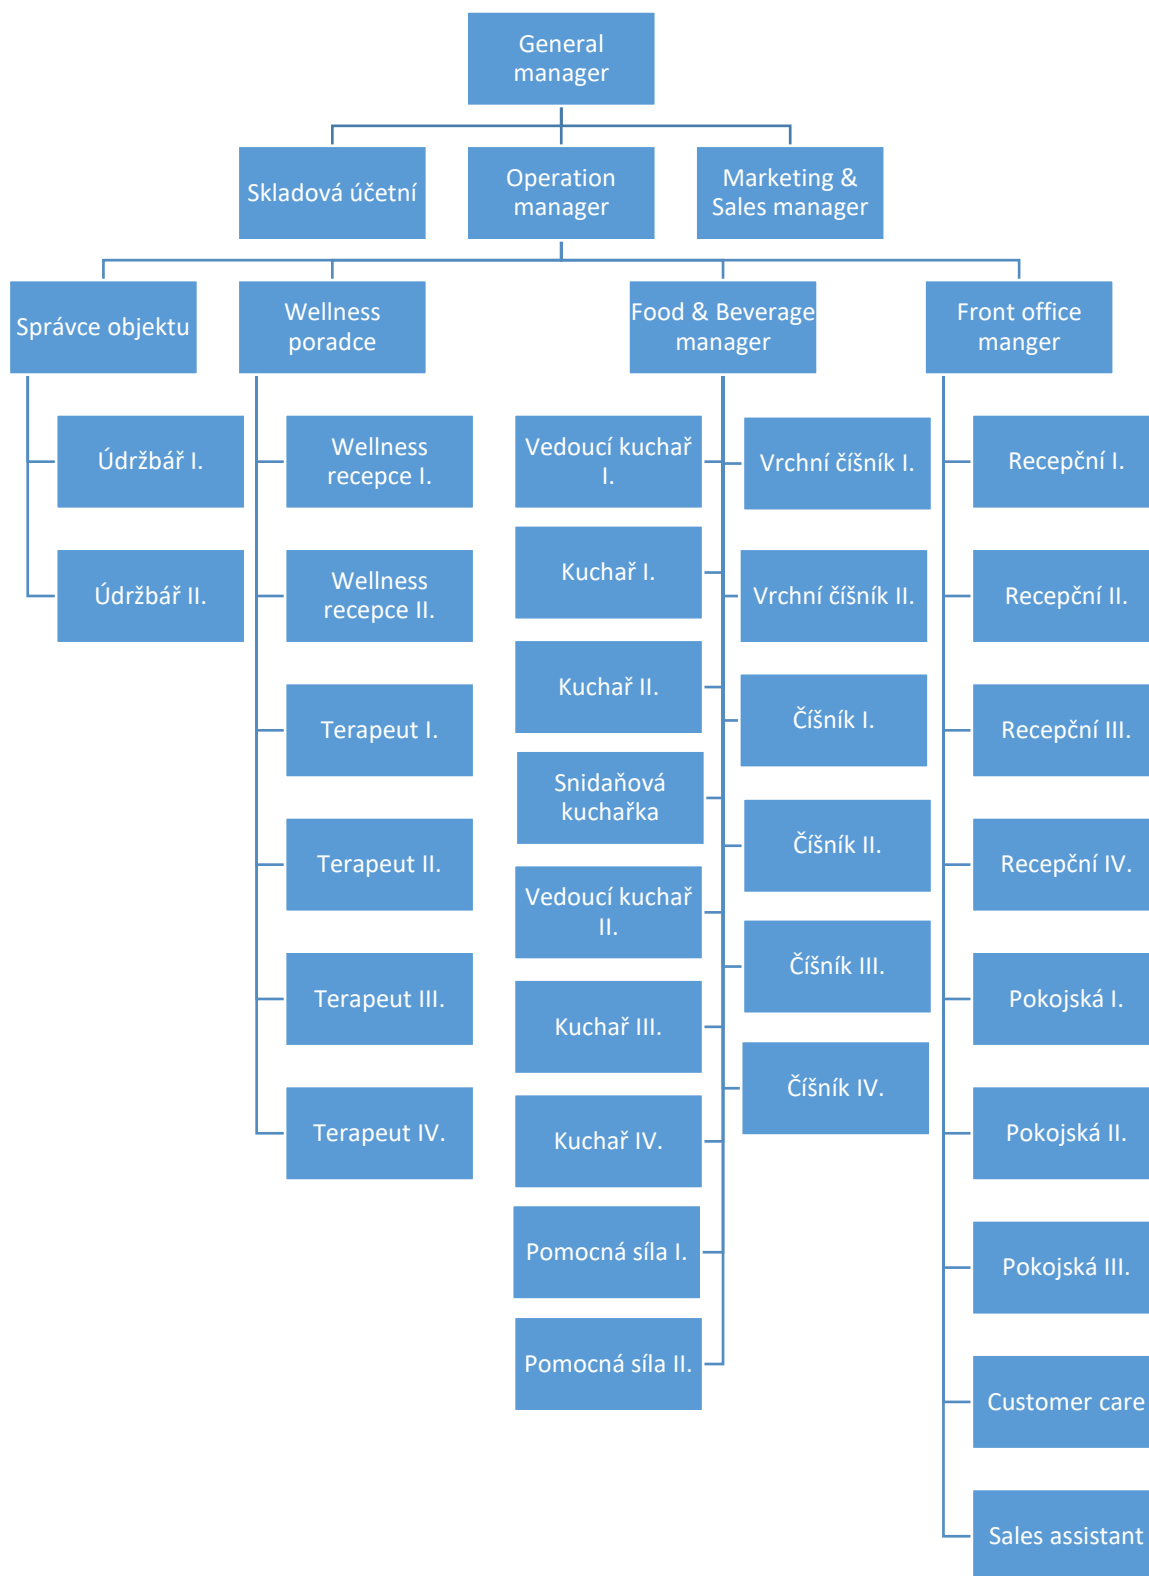 General
manager
Skladová účetní
Operation
manager
Marketing &
Sales manager
Správce objektu
Wellness
poradce
Food & Beverage
manager
Front office
manger
Údržbář I.
Údržbář II.
Wellness
recepce I.
Wellness
recepce II.
Terapeut I.
Terapeut II.
Terapeut III.
Terapeut IV.
Vedoucí kuchař
I.
Kuchař I.
Kuchař II.
Snidaňová
kuchařka
Vedoucí kuchař
II.
Kuchař III.
Kuchař IV.
Pomocná síla I.
Pomocná síla II.
Vrchní číšník I.
Vrchní číšník II.
Číšník I.
Číšník II.
Číšník III.
Číšník IV.
Recepční I.
Recepční II.
Recepční III.
Recepční IV.
Pokojská I.
Pokojská II.
Pokojská III.
Customer care
Sales assistant